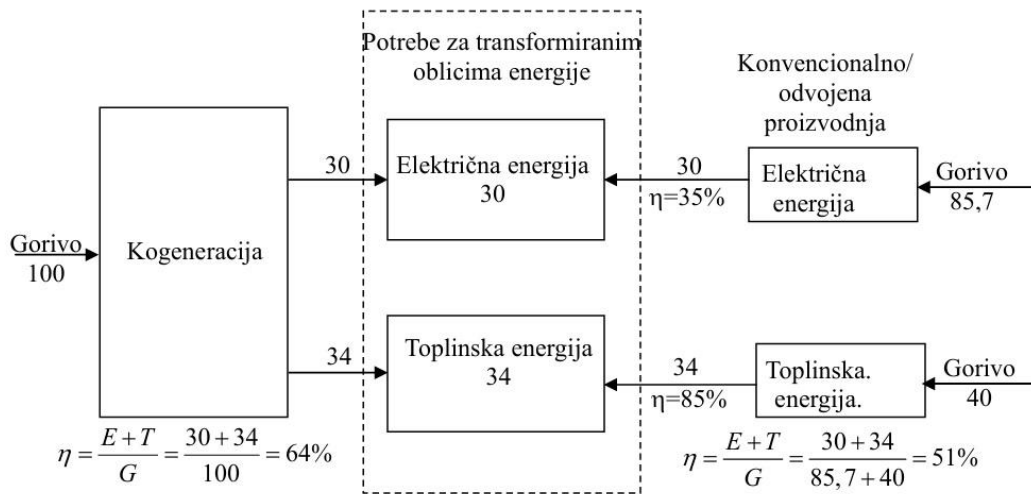 Potrebe za transformiranim
oblicima energije
Konvencionalno/
odvojena
proizvodnja
Gorivo
100
Kogeneracija
30
Električna energija
30
30
η=35%
Električna
energija
Gorivo
85,7
34
Toplinska energija
34
34
η=85%
Toplinska.
energija.
Gorivo
40
η = (E + T)/G = (30 + 34)/100 = 64%
η = (E + T)/G = (30 + 34)/(85,7 + 40) = 51%